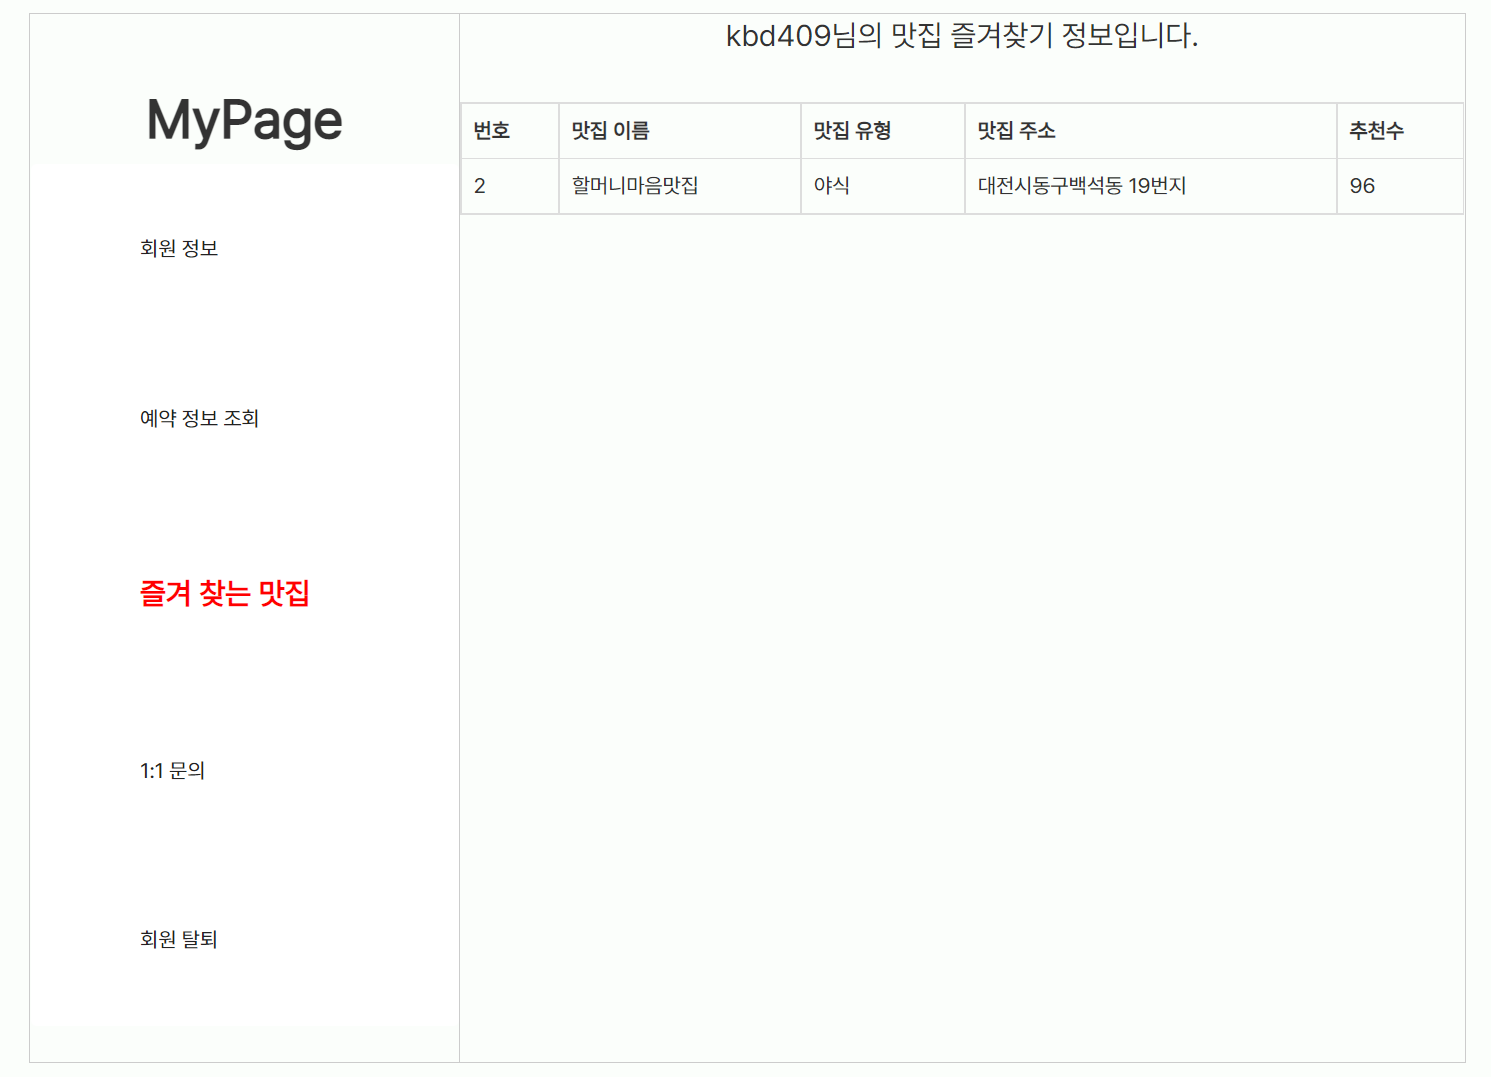 MyPage
회원 정보
예약 정보 조회
즐겨 찾는 맛집
1:1 문의
회원 탈퇴
kbd409님의 맛집 즐겨찾기 정보입니다.
번호 맛집 이름 맛집 유형 맛집 주소 추천수
2 할머니마음맛집 야식 대전시동구백석동 19번지 96